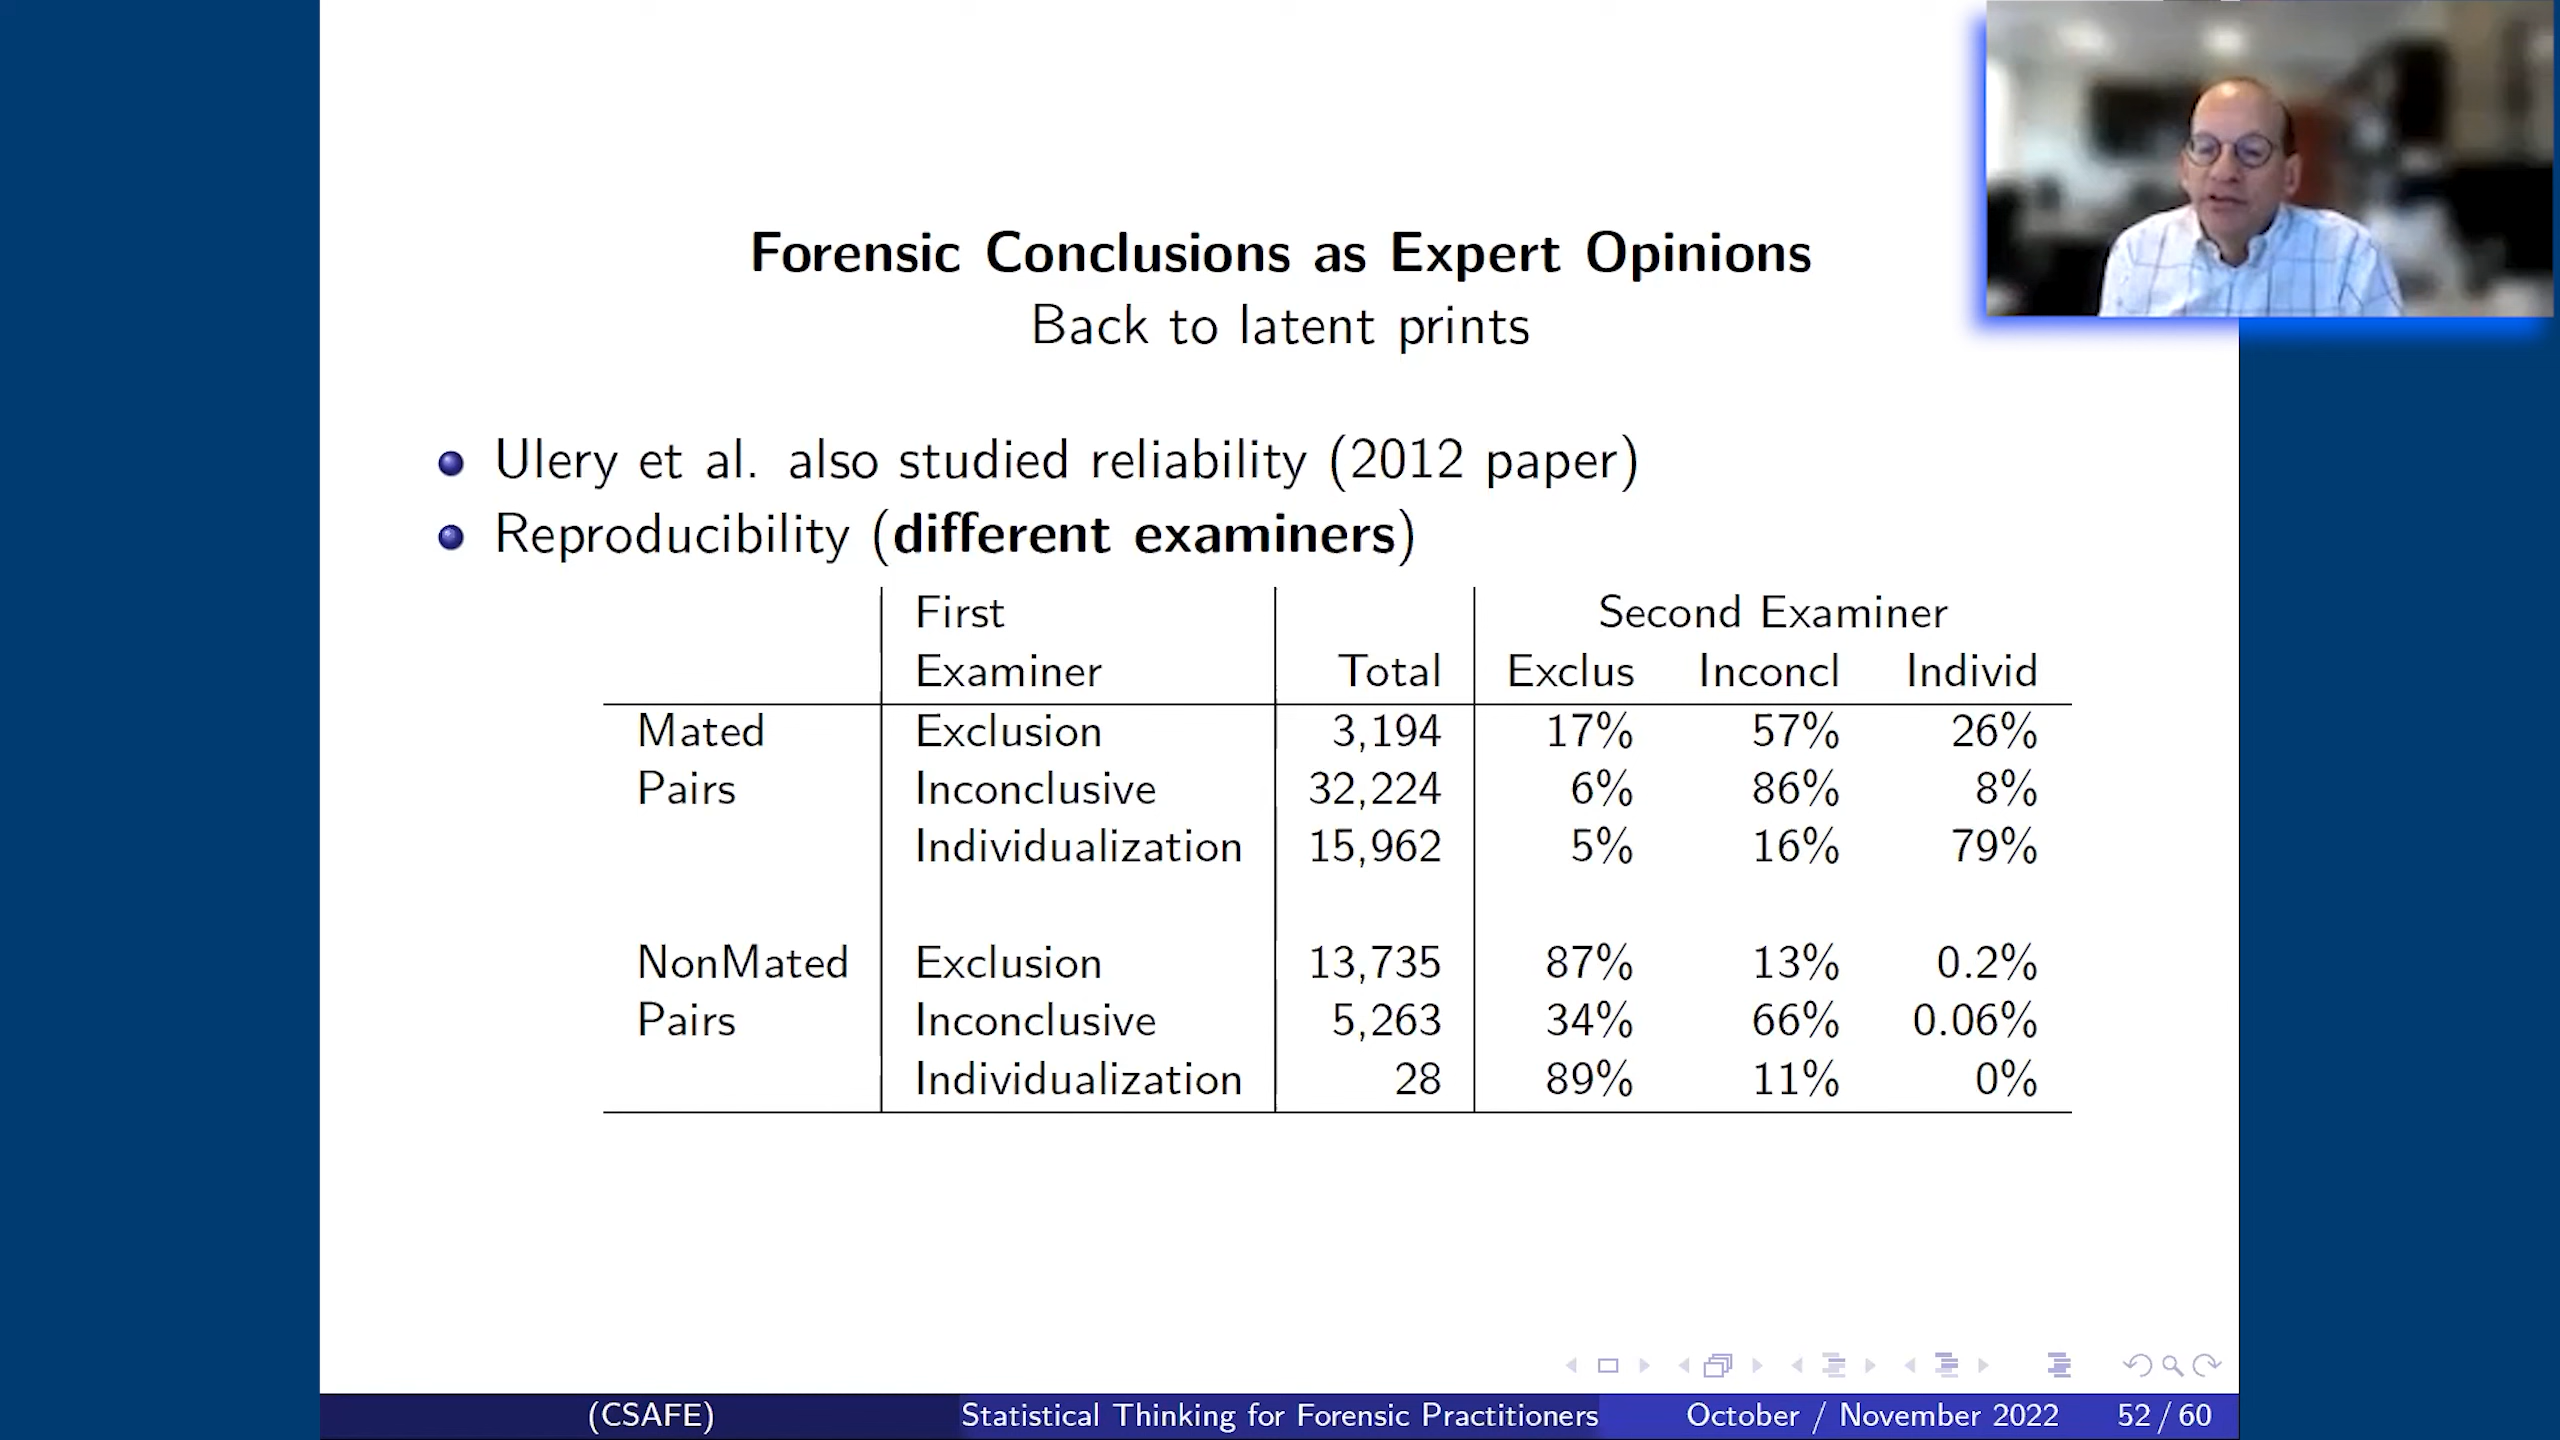 Forensic Conclusions as Expert Opinions
Back to latent prints
Ulery et al. also studied reliability (2012 paper)
Reproducibility (different examiners)
First Second Examiner
Examiner Total Exclus Inconcl Individ
Mated Exclusion 3,194 17% 57% 26%
Pairs Inconclusive 32,224 6% 86% 8%
Individualization 15,962 5% 16% 79%
NonMated Exclusion 13,735 87% 13% 0.2%
Pairs Inconclusive 5,263 34% 66% 0.06%
Individualization 28 89% 11% 0%
(CSAFE) Statistical Thinking for Forensic Practitioners October / November 2022 52 / 60